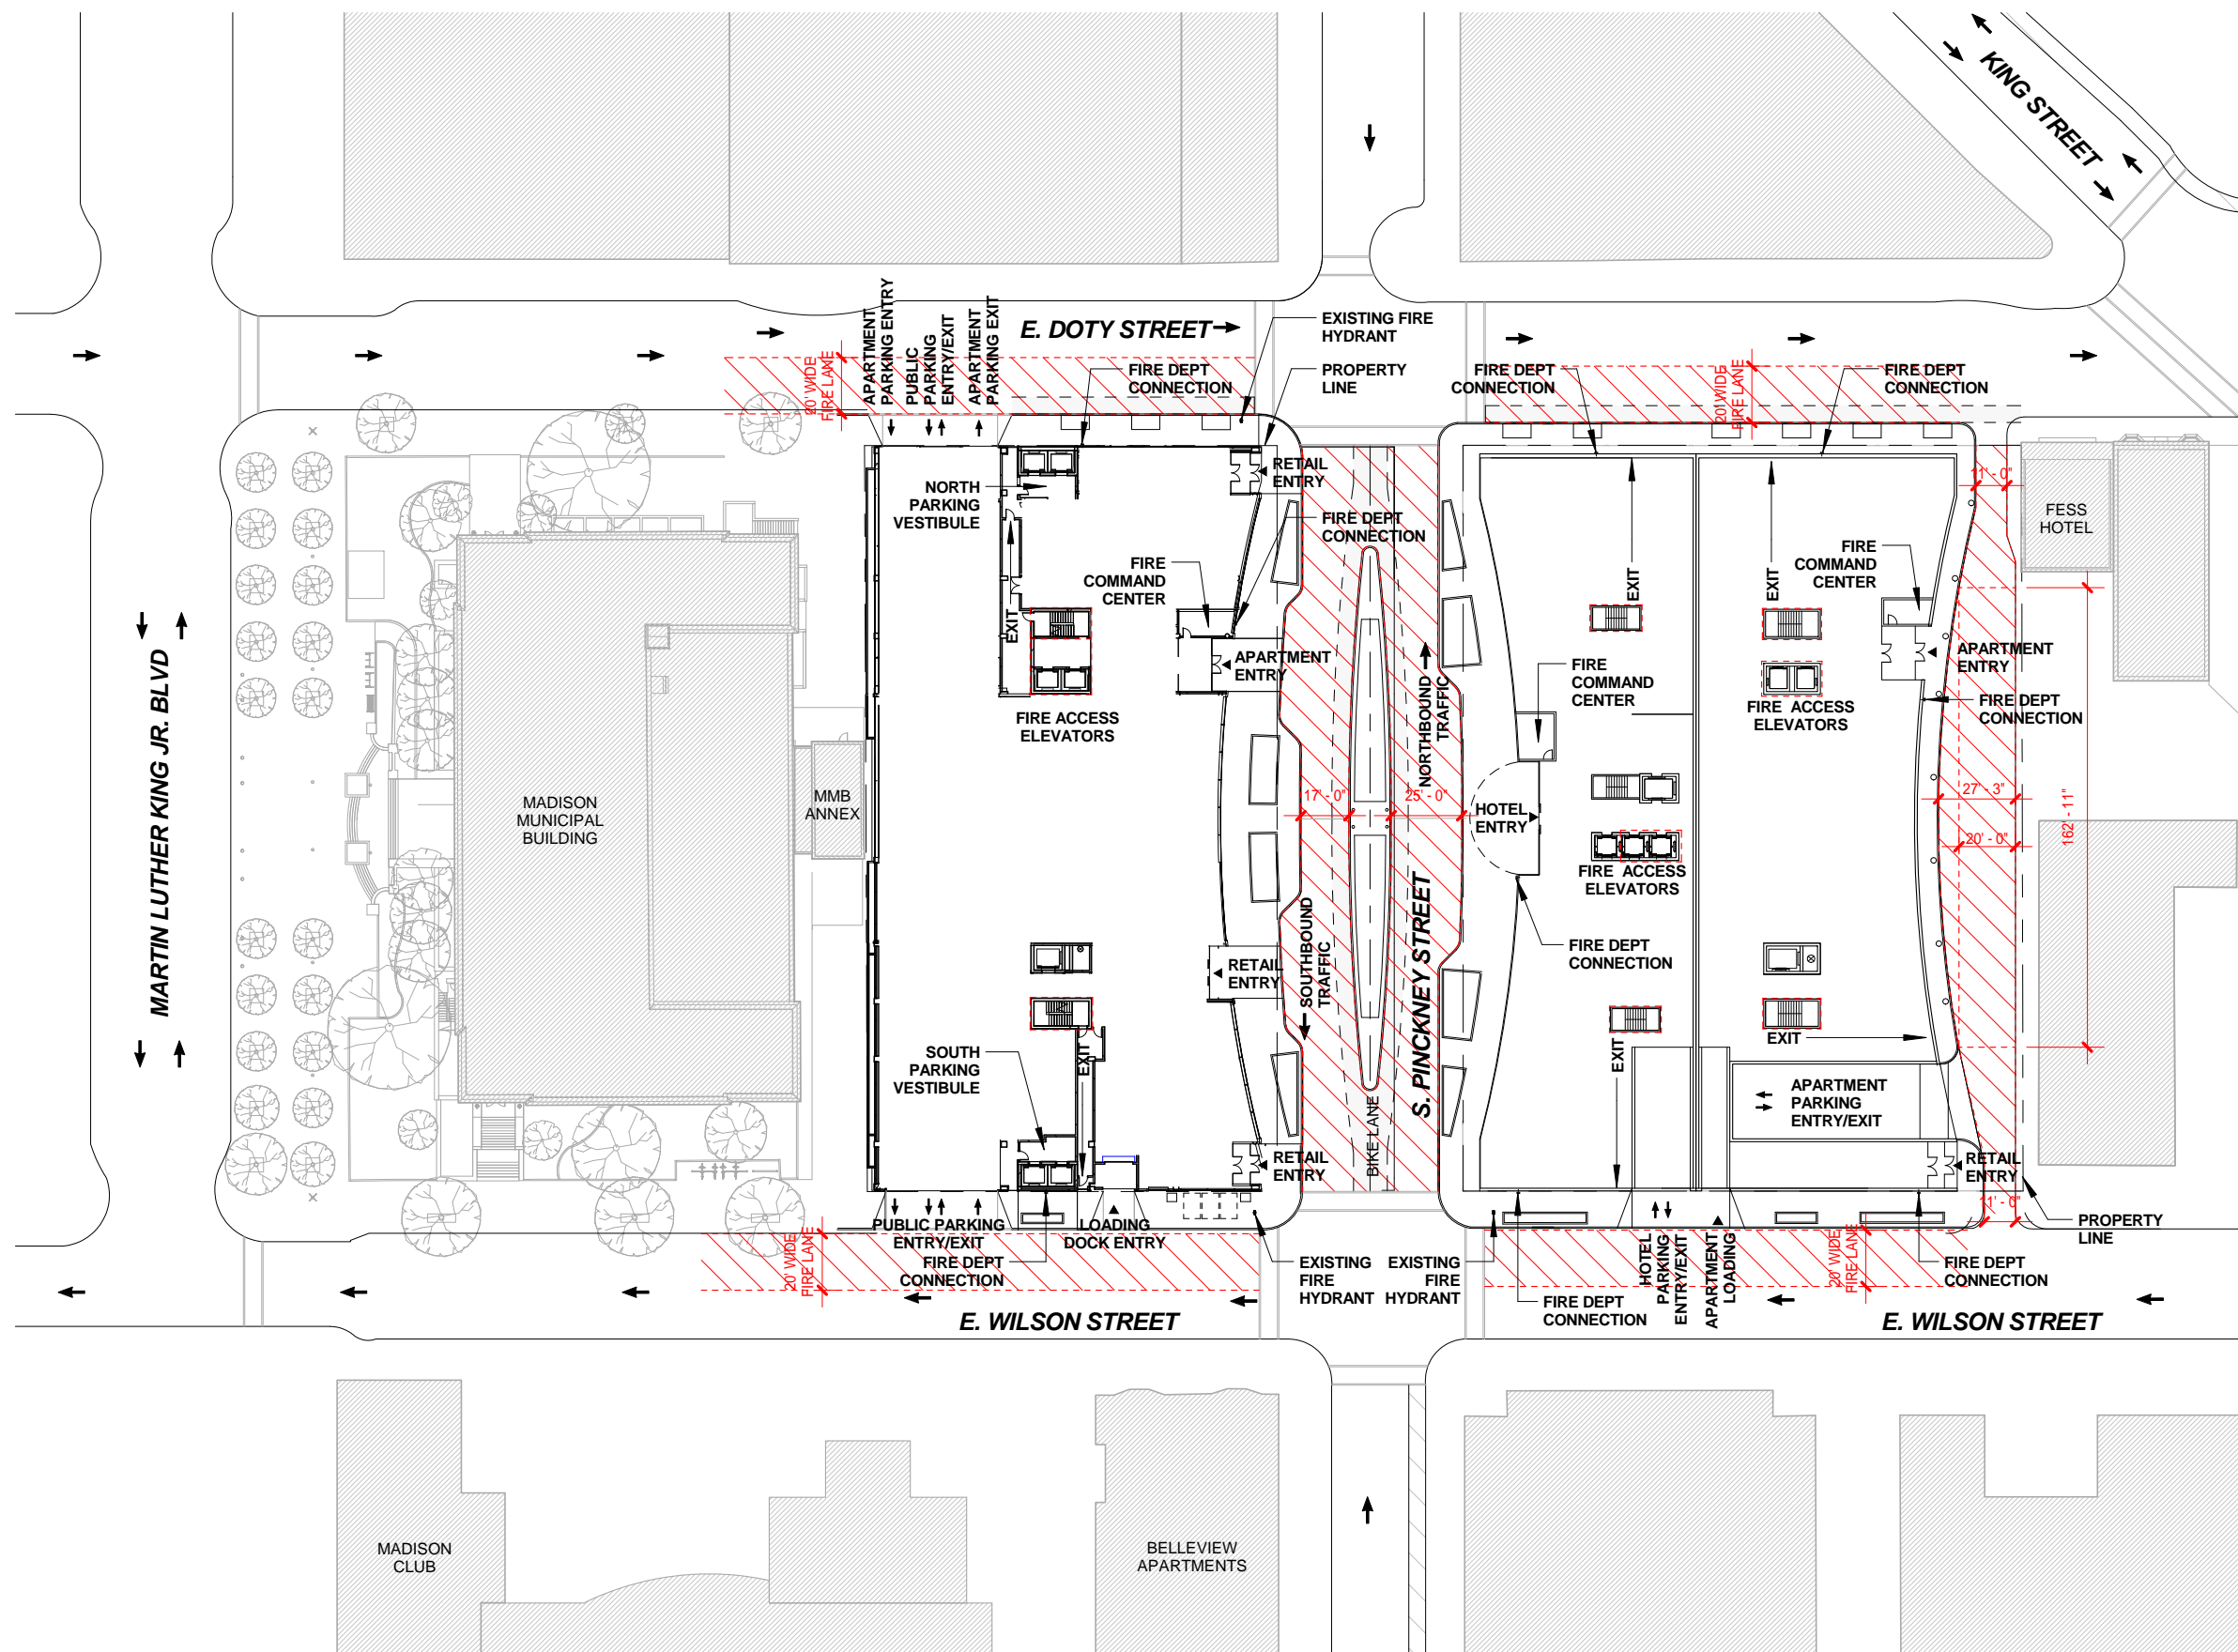 KING STREET
APARTMENT
PARKING ENTRY
PUBLIC
PARKING
ENTRY/EXIT
APARTMENT
PARKING EXIT
E. DOTY STREET
EXISTING FIRE
HYDRANT
PROPERTY
LINE
20' WIDE
FIRE LANE
FIRE DEPT
CONNECTION
FIRE DEPT
CONNECTION
20' WIDE
FIRE LANE
FIRE DEPT
CONNECTION
RETAIL
ENTRY
NORTH
PARKING
VESTIBULE
FIRE DEPT
CONNECTION
11' - 0"
FESS
HOTEL
FIRE
COMMAND
CENTER
EXIT
EXIT
EXIT
FIRE
COMMAND
CENTER
APARTMENT
ENTRY
FIRE
COMMAND
CENTER
APARTMENT
ENTRY
FIRE ACCESS
ELEVATORS
NORTHBOUND
TRAFFIC
FIRE ACCESS
ELEVATORS
FIRE DEPT
CONNECTION
MARTIN LUTHER KING JR. BLVD
MADISON
MUNICIPAL
BUILDING
MMB
ANNEX
17' - 0"
25' - 0"
HOTEL
ENTRY
27' - 3"
20' - 0"
162' - 11"
FIRE ACCESS
ELEVATORS
S. PINCKNEY STREET
SOUTHBOUND
TRAFFIC
RETAIL
ENTRY
FIRE DEPT
CONNECTION
SOUTH
PARKING
VESTIBULE
EXIT
EXIT
EXIT
APARTMENT
PARKING
ENTRY/EXIT
BIKE LANE
RETAIL
ENTRY
RETAIL
ENTRY
11' - 0"
PROPERTY
LINE
PUBLIC PARKING
ENTRY/EXIT
LOADING
DOCK ENTRY
20' WIDE
FIRE LANE
FIRE DEPT
CONNECTION
EXISTING
FIRE
HYDRANT
EXISTING
FIRE
HYDRANT
FIRE DEPT
CONNECTION
HOTEL
PARKING
ENTRY/EXIT
APARTMENT
LOADING
20' WIDE
FIRE LANE
FIRE DEPT
CONNECTION
E. WILSON STREET
E. WILSON STREET
MADISON
CLUB
BELLEVIEW
APARTMENTS